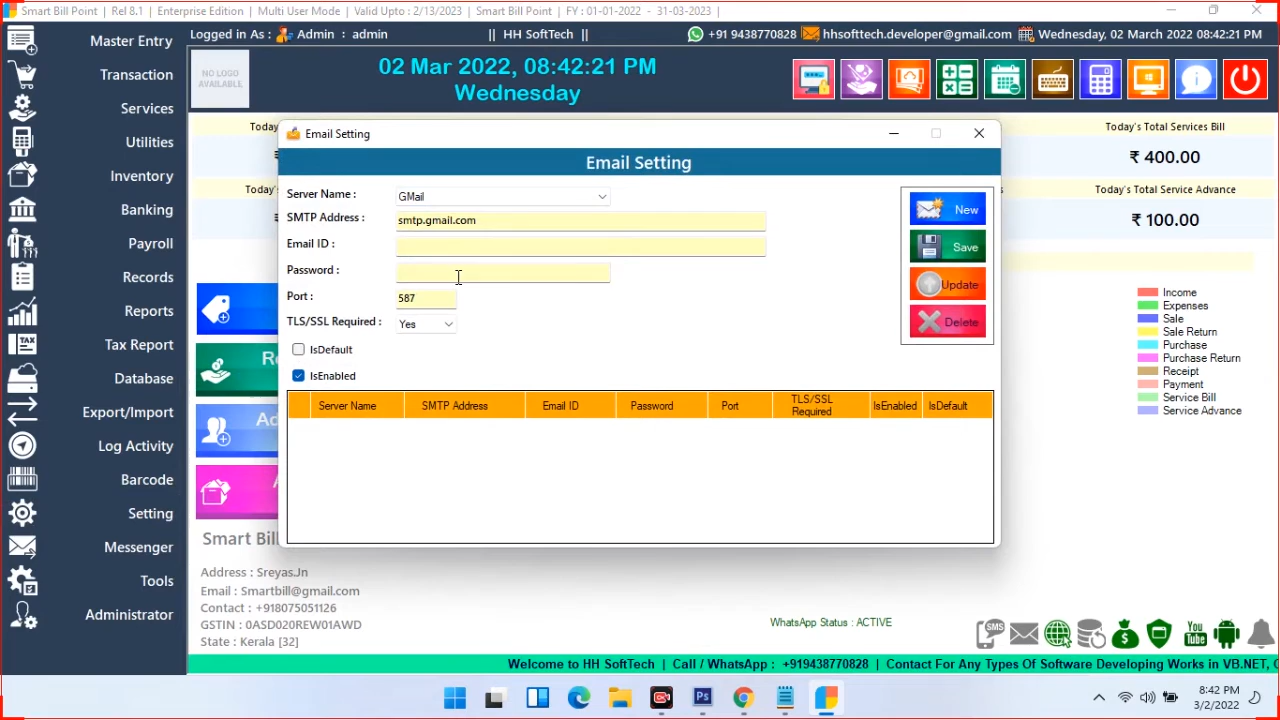 Smart Bill Point | Rel 8.1 | Enterprise Edition | Multi User Mode | Valid Upto : 2/13/2023 | Smart Bill Point | FY : 01-01-2022 - 31-03-2023 |
Logged in As : Admin : admin || HH SoftTech || +91 9438770828 hhsofttech.developer@gmail.com Wednesday, 02 March 2022, 08:42:21 PM
Master Entry
Transaction
Services
Utilities
Inventory
Banking
Payroll
Records
Reports
Tax Report
Database
Export/Import
Log Activity
Barcode
Setting
Messenger
Tools
Administrator
NO LOGO
AVAILABLE
02 Mar 2022, 08:42:21 PM
Wednesday
Today's Total Services Bill
₹ 400.00
Today's Total Service Advance
₹ 100.00
Email Setting
Email Setting
Server Name : GMail
SMTP Address : smtp.gmail.com
Email ID :
Password :
Port : 587
TLS/SSL Required : Yes
IsDefault
IsEnabled
New
Save
Update
Delete
Server Name SMTP Address Email ID Password Port TLS/SSL Required IsEnabled IsDefault
Income
Expenses
Sale
Sale Return
Purchase
Purchase Return
Receipt
Payment
Service Bill
Service Advance
Smart Bil
Address : Sreyas.Jn
Email : Smartbill@gmail.com
Contact : +918075051126
GSTIN : 0ASD020REW01AWD
State : Kerala [32]
WhatsApp Status : ACTIVE
SMS
You
Tube
Welcome to HH SoftTech | Call / WhatsApp : +919438770828 | Contact For Any Types Of Software Developing Works in VB.NET,
TAX
Ps
8:42 PM
3/2/2022